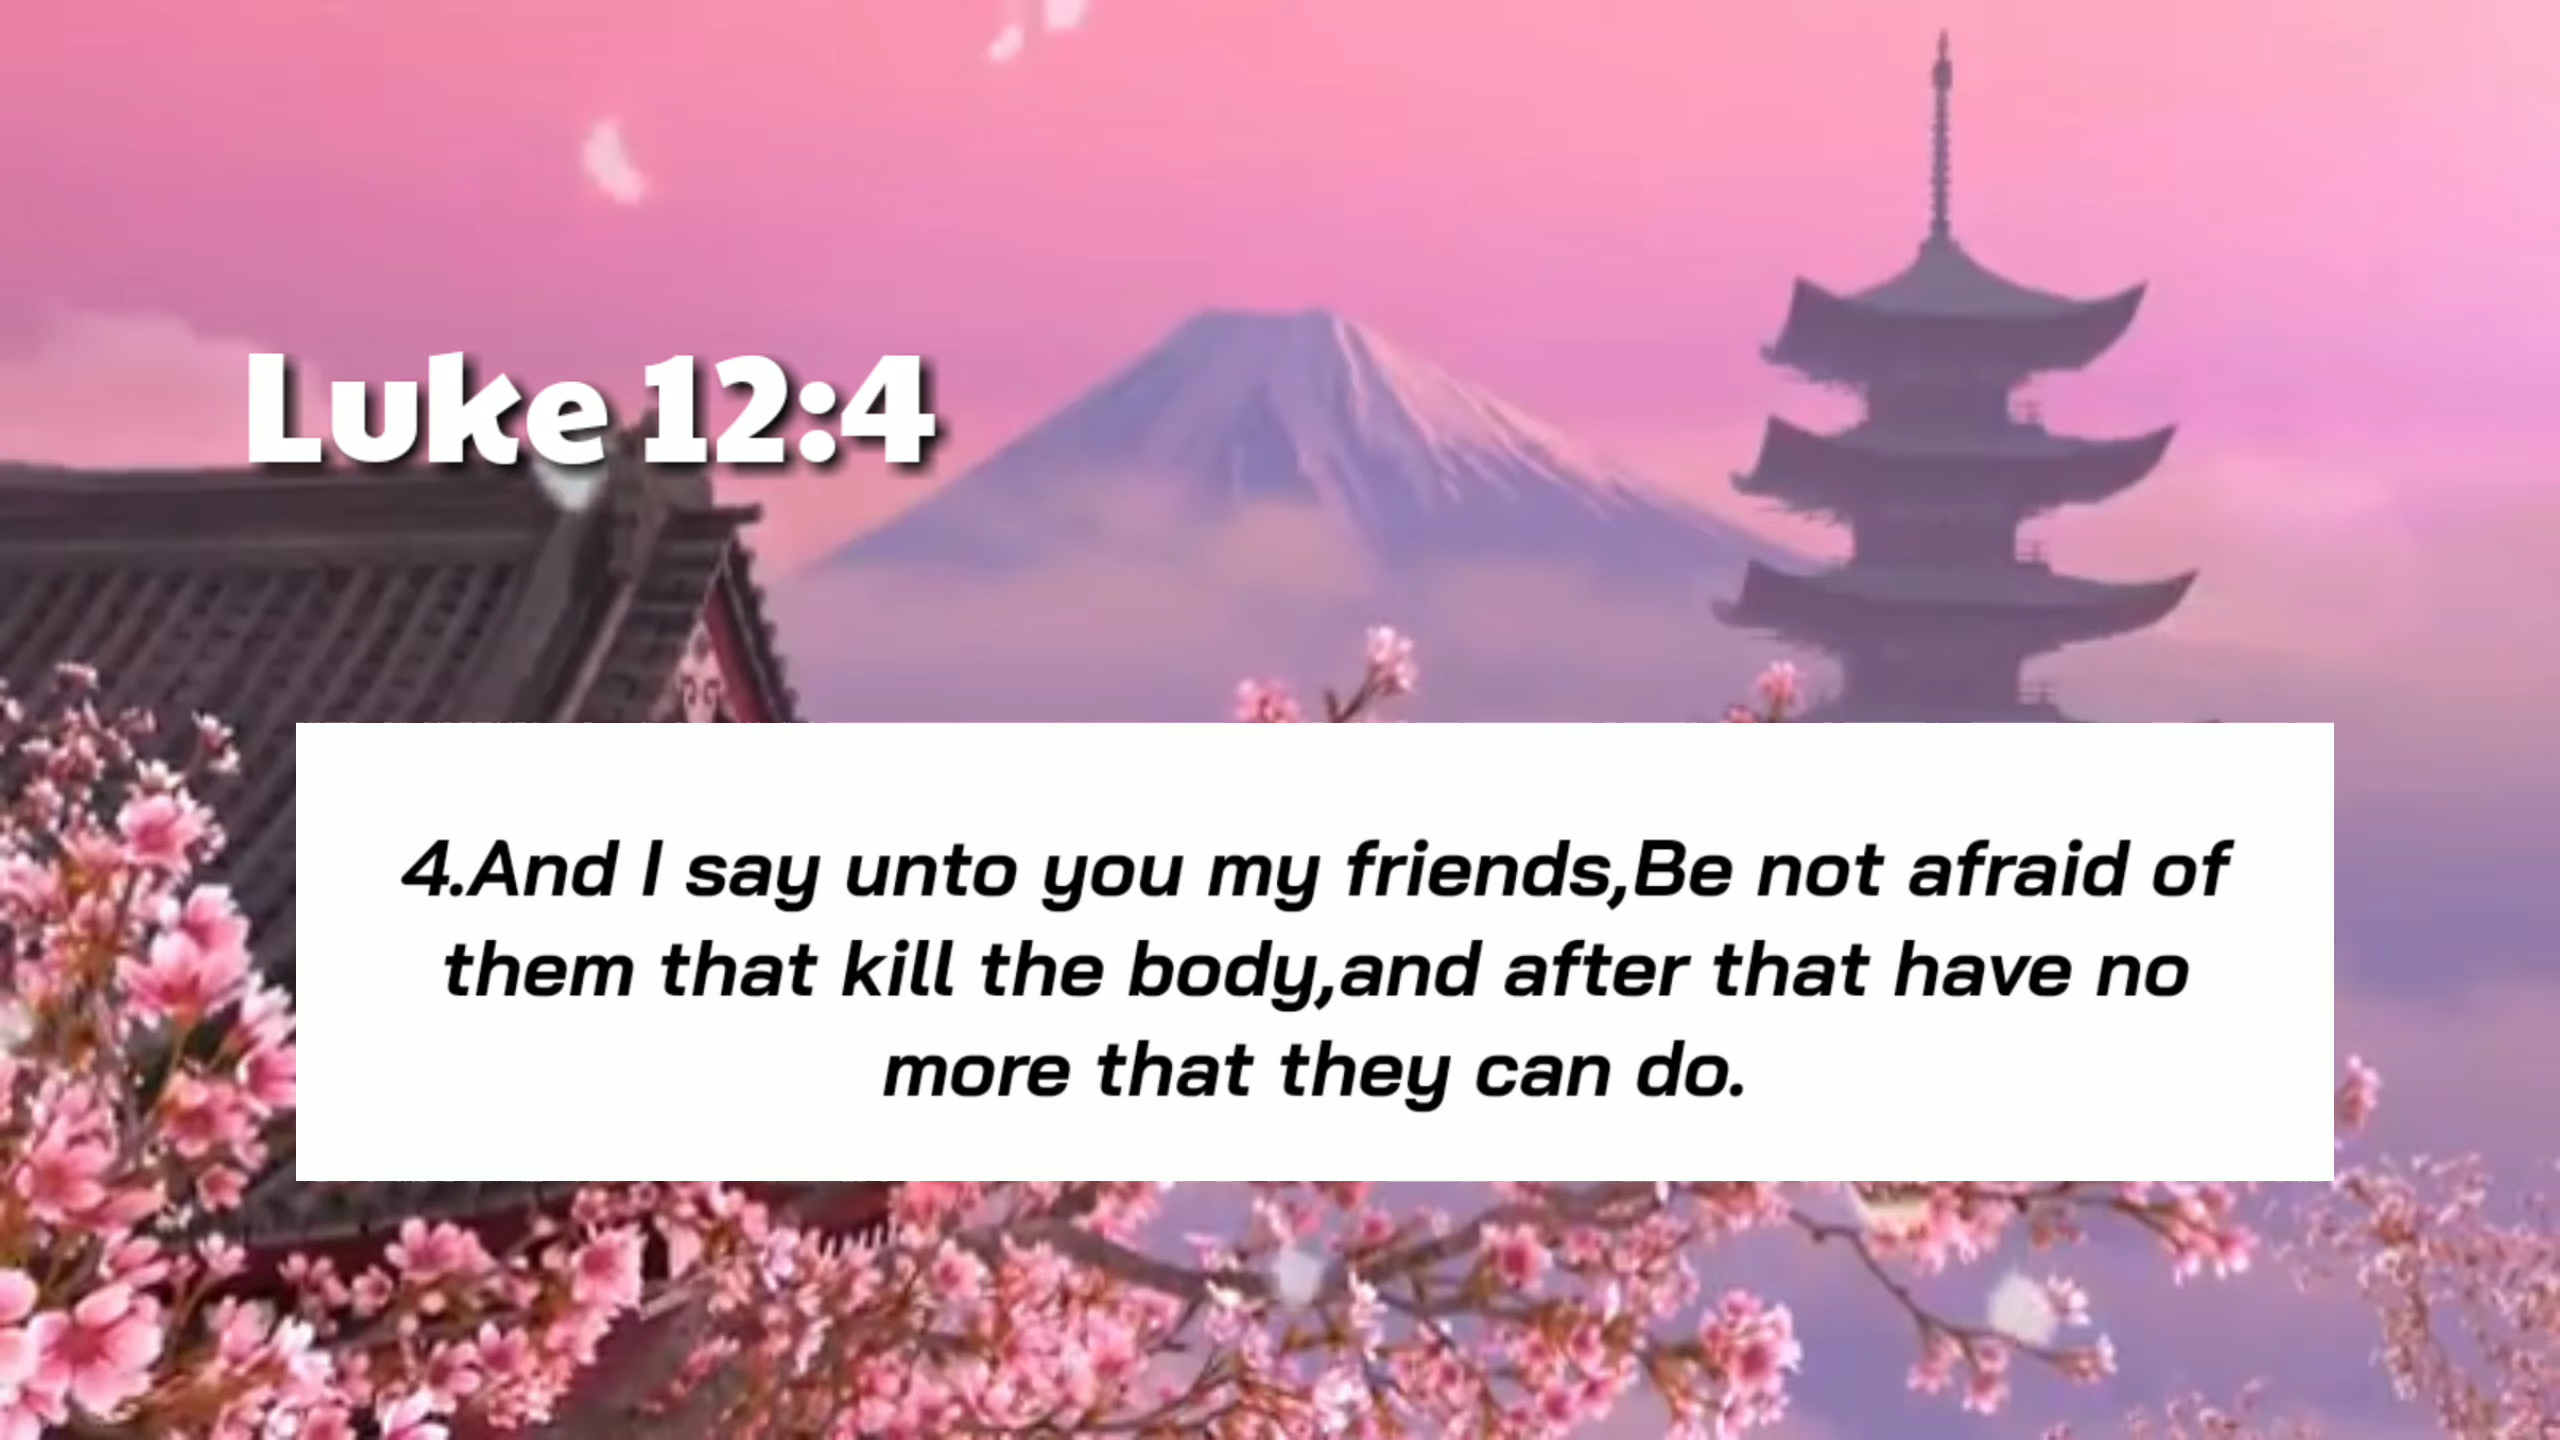 Luke 12:4
4.And I say unto you my friends,Be not afraid of
them that kill the body,and after that have no
more that they can do.